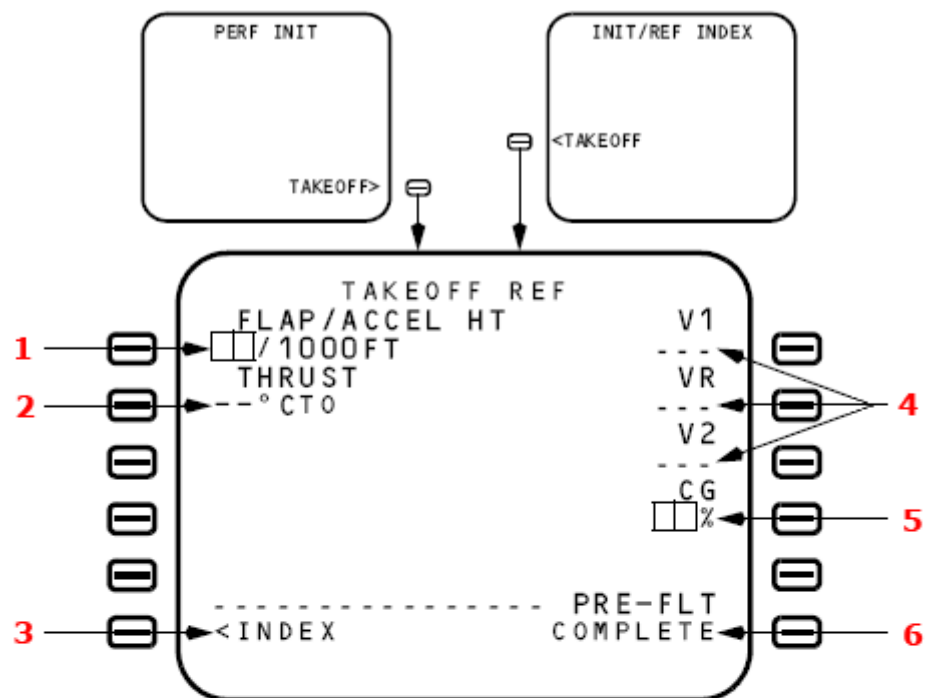 PERF INIT
TAKEOFF>
INIT/REF INDEX
<TAKEOFF
TAKEOFF REF
FLAP/ACCEL HT V1
1 □□/1000FT ---
THRUST VR
2 --°CTO --- 4
V2
---
CG
□□% 5
----------------- PRE-FLT
3 <INDEX COMPLETE 6